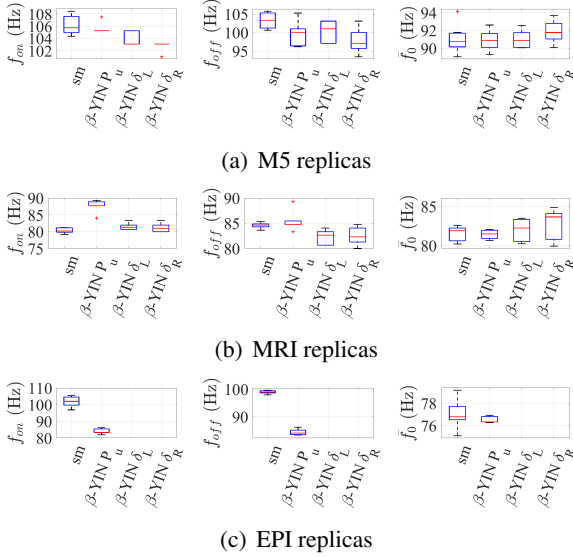 f_on (Hz)
108
106
104
102
sm
β-YIN P_u
β-YIN δ_L
β-YIN δ_R
f_off (Hz)
105
100
95
sm
β-YIN P_u
β-YIN δ_L
β-YIN δ_R
f̄_0 (Hz)
94
92
90
sm
β-YIN P_u
β-YIN δ_L
β-YIN δ_R
(a) M5 replicas
f_on (Hz)
90
85
80
75
sm
β-YIN P_u
β-YIN δ_L
β-YIN δ_R
f_off (Hz)
90
85
80
sm
β-YIN P_u
β-YIN δ_L
β-YIN δ_R
f̄_0 (Hz)
85
80
sm
β-YIN P_u
β-YIN δ_L
β-YIN δ_R
(b) MRI replicas
f_on (Hz)
110
100
90
80
sm
β-YIN P_u
β-YIN δ_L
β-YIN δ_R
f_off (Hz)
100
90
sm
β-YIN P_u
β-YIN δ_L
β-YIN δ_R
f̄_0 (Hz)
78
76
sm
β-YIN P_u
β-YIN δ_L
β-YIN δ_R
(c) EPI replicas